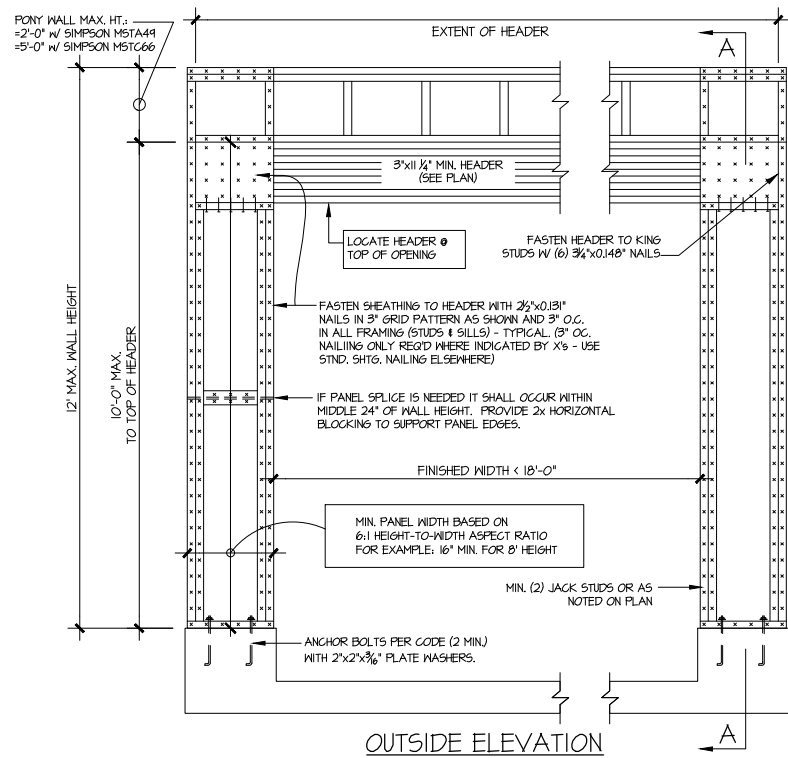 PONY WALL MAX. HT.:
=2'-0" W/ SIMPSON MSTA49
=5'-0" W/ SIMPSON MSTC66
EXTENT OF HEADER
A
3"x11 1/4" MIN. HEADER
(SEE PLAN)
LOCATE HEADER @
TOP OF OPENING
FASTEN HEADER TO KING
STUDS W/ (6) 3/4"x0.148" NAILS
FASTEN SHEATHING TO HEADER WITH 2 1/2"x0.131"
NAILS IN 3" GRID PATTERN AS SHOWN AND 3" O.C.
IN ALL FRAMING (STUDS & SILLS) - TYPICAL. (3" OC.
NAILIING ONLY REQ'D WHERE INDICATED BY X's - USE
STND. SHTG. NAILING ELSEWHERE)
12' MAX. WALL HEIGHT
10'-0" MAX.
TO TOP OF HEADER
IF PANEL SPLICE IS NEEDED IT SHALL OCCUR WITHIN
MIDDLE 24" OF WALL HEIGHT. PROVIDE 2x HORIZONTAL
BLOCKING TO SUPPORT PANEL EDGES.
FINISHED WIDTH < 18'-0"
MIN. PANEL WIDTH BASED ON
6:1 HEIGHT-TO-WIDTH ASPECT RATIO
FOR EXAMPLE: 16" MIN. FOR 8' HEIGHT
MIN. (2) JACK STUDS OR AS
NOTED ON PLAN
ANCHOR BOLTS PER CODE (2 MIN.)
WITH 2"x2"x3/16" PLATE WASHERS.
A
OUTSIDE ELEVATION